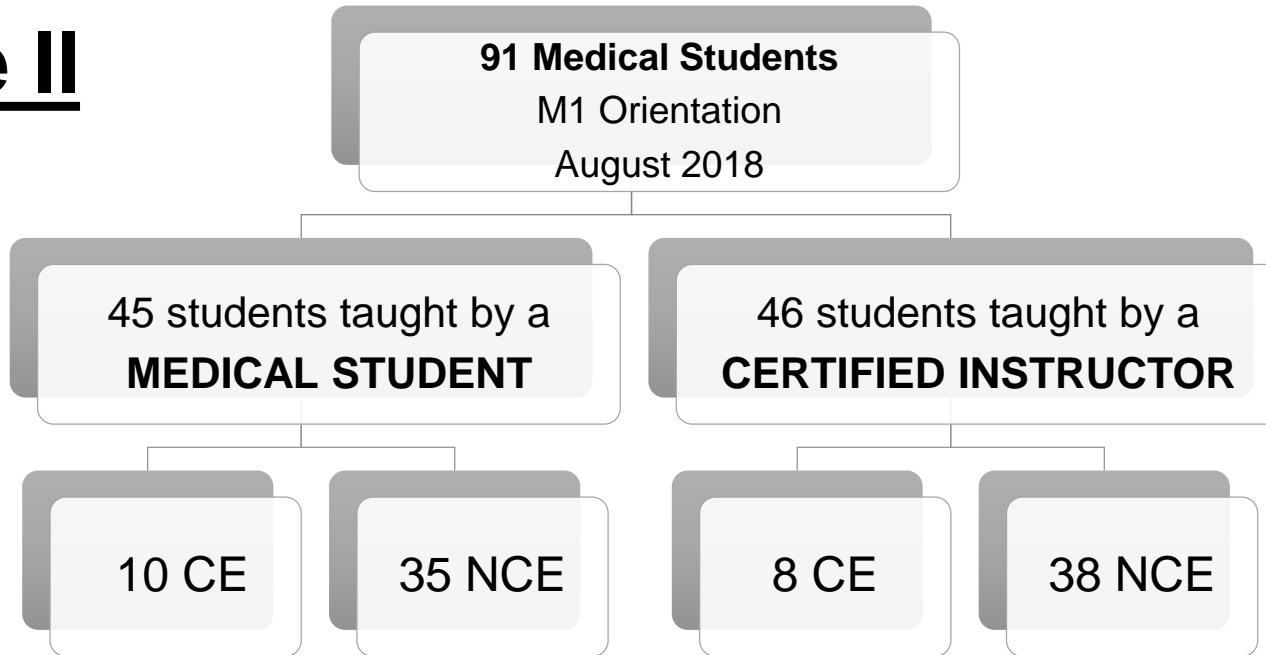 e II
91 Medical Students
M1 Orientation
August 2018
45 students taught by a
MEDICAL STUDENT
46 students taught by a
CERTIFIED INSTRUCTOR
10 CE
35 NCE
8 CE
38 NCE